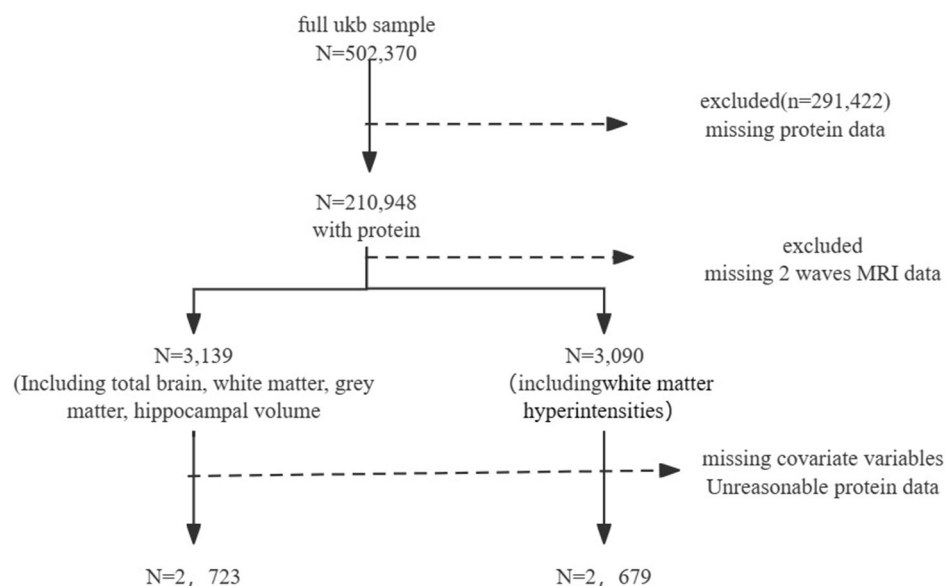 full ukb sample
N=502,370
excluded(n=291,422)
missing protein data
N=210,948
with protein
excluded
missing 2 waves MRI data
N=3,139
(Including total brain, white matter, grey
matter, hippocampal volume
N=3,090
（includingwhite matter
hyperintensities）
missing covariate variables
Unreasonable protein data
N=2，723
N=2，679